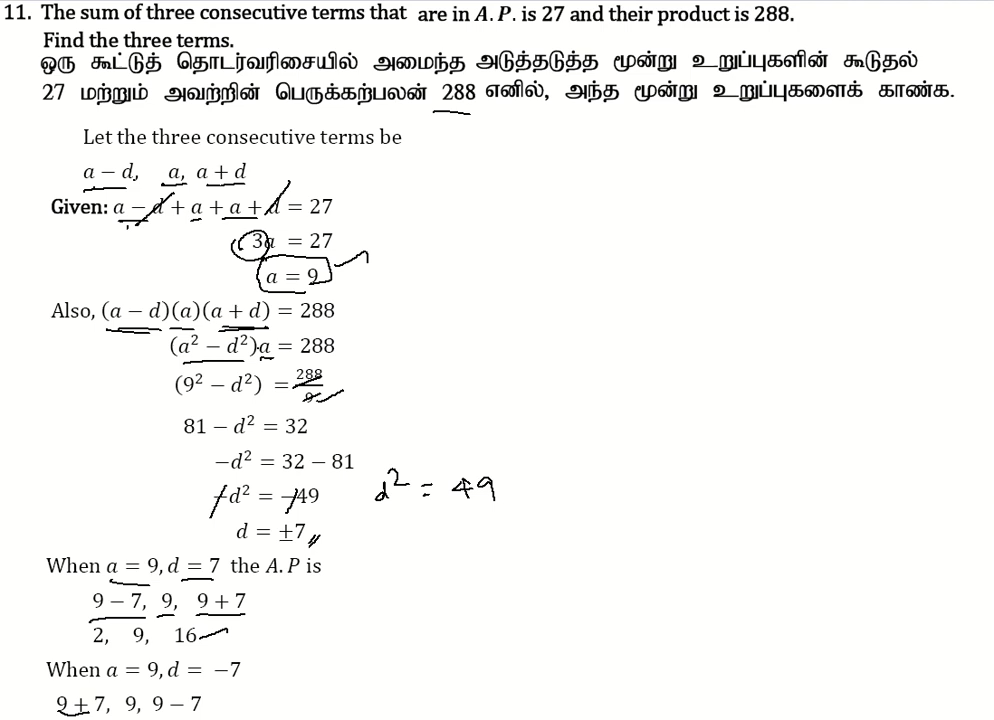 11. The sum of three consecutive terms that are in A.P. is 27 and their product is 288.
Find the three terms.
ஒரு கூட்டுத் தொடர்வரிசையில் அமைந்த அடுத்தடுத்த மூன்று உறுப்புகளின் கூடுதல்
27 மற்றும் அவற்றின் பெருக்கற்பலன் 288 எனில், அந்த மூன்று உறுப்புகளைக் காண்க.
Let the three consecutive terms be
a − d, a, a + d
Given: a − d + a + a + d = 27
3a = 27
a = 9
Also, (a − d)(a)(a + d) = 288
(a² − d²)·a = 288
(9² − d²) = 288/9
81 − d² = 32
−d² = 32 − 81
−d² = −49 d² = 49
d = ±7
When a = 9, d = 7 the A.P is
9 − 7, 9, 9 + 7
2, 9, 16
When a = 9, d = −7
9 + 7, 9, 9 − 7